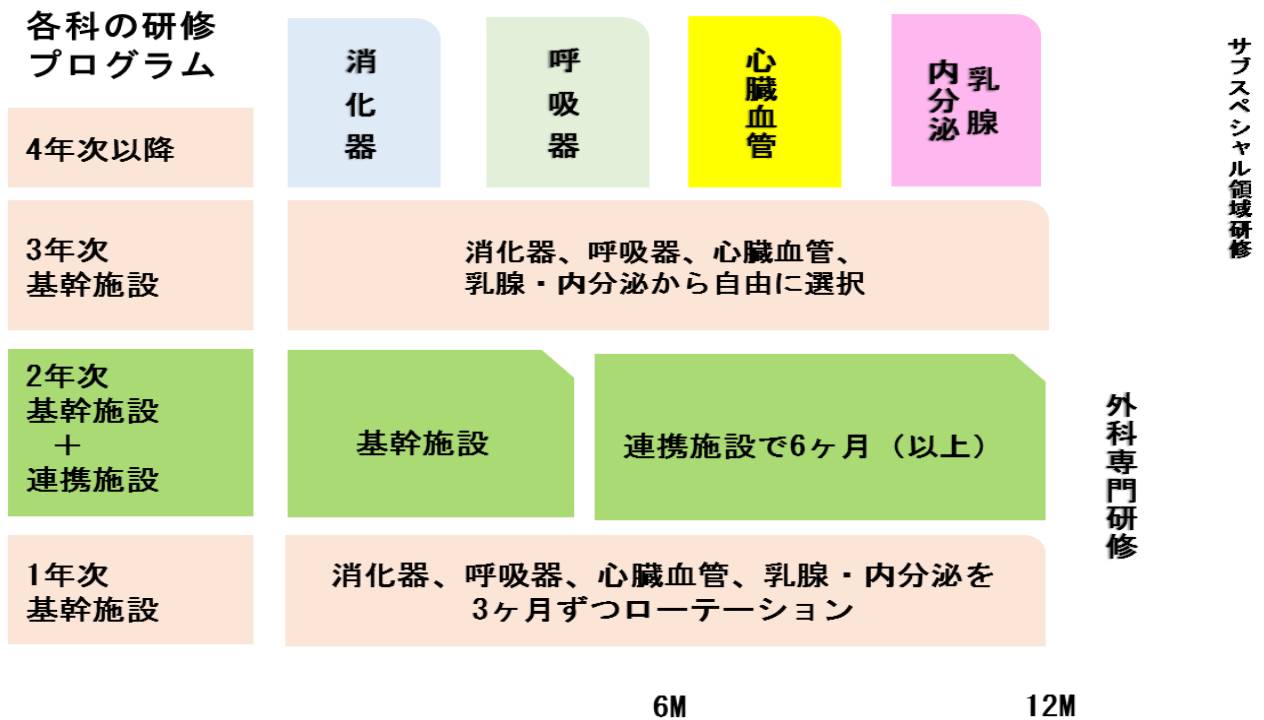 各科の研修
プログラム
消化器
呼吸器
心臓血管
乳腺
内分泌
サブスペシャル領域研修
4年次以降
3年次
基幹施設
消化器、呼吸器、心臓血管、
乳腺・内分泌から自由に選択
2年次
基幹施設
＋
連携施設
基幹施設
連携施設で6ヶ月（以上）
外科専門研修
1年次
基幹施設
消化器、呼吸器、心臓血管、乳腺・内分泌を
3ヶ月ずつローテーション
6M
12M